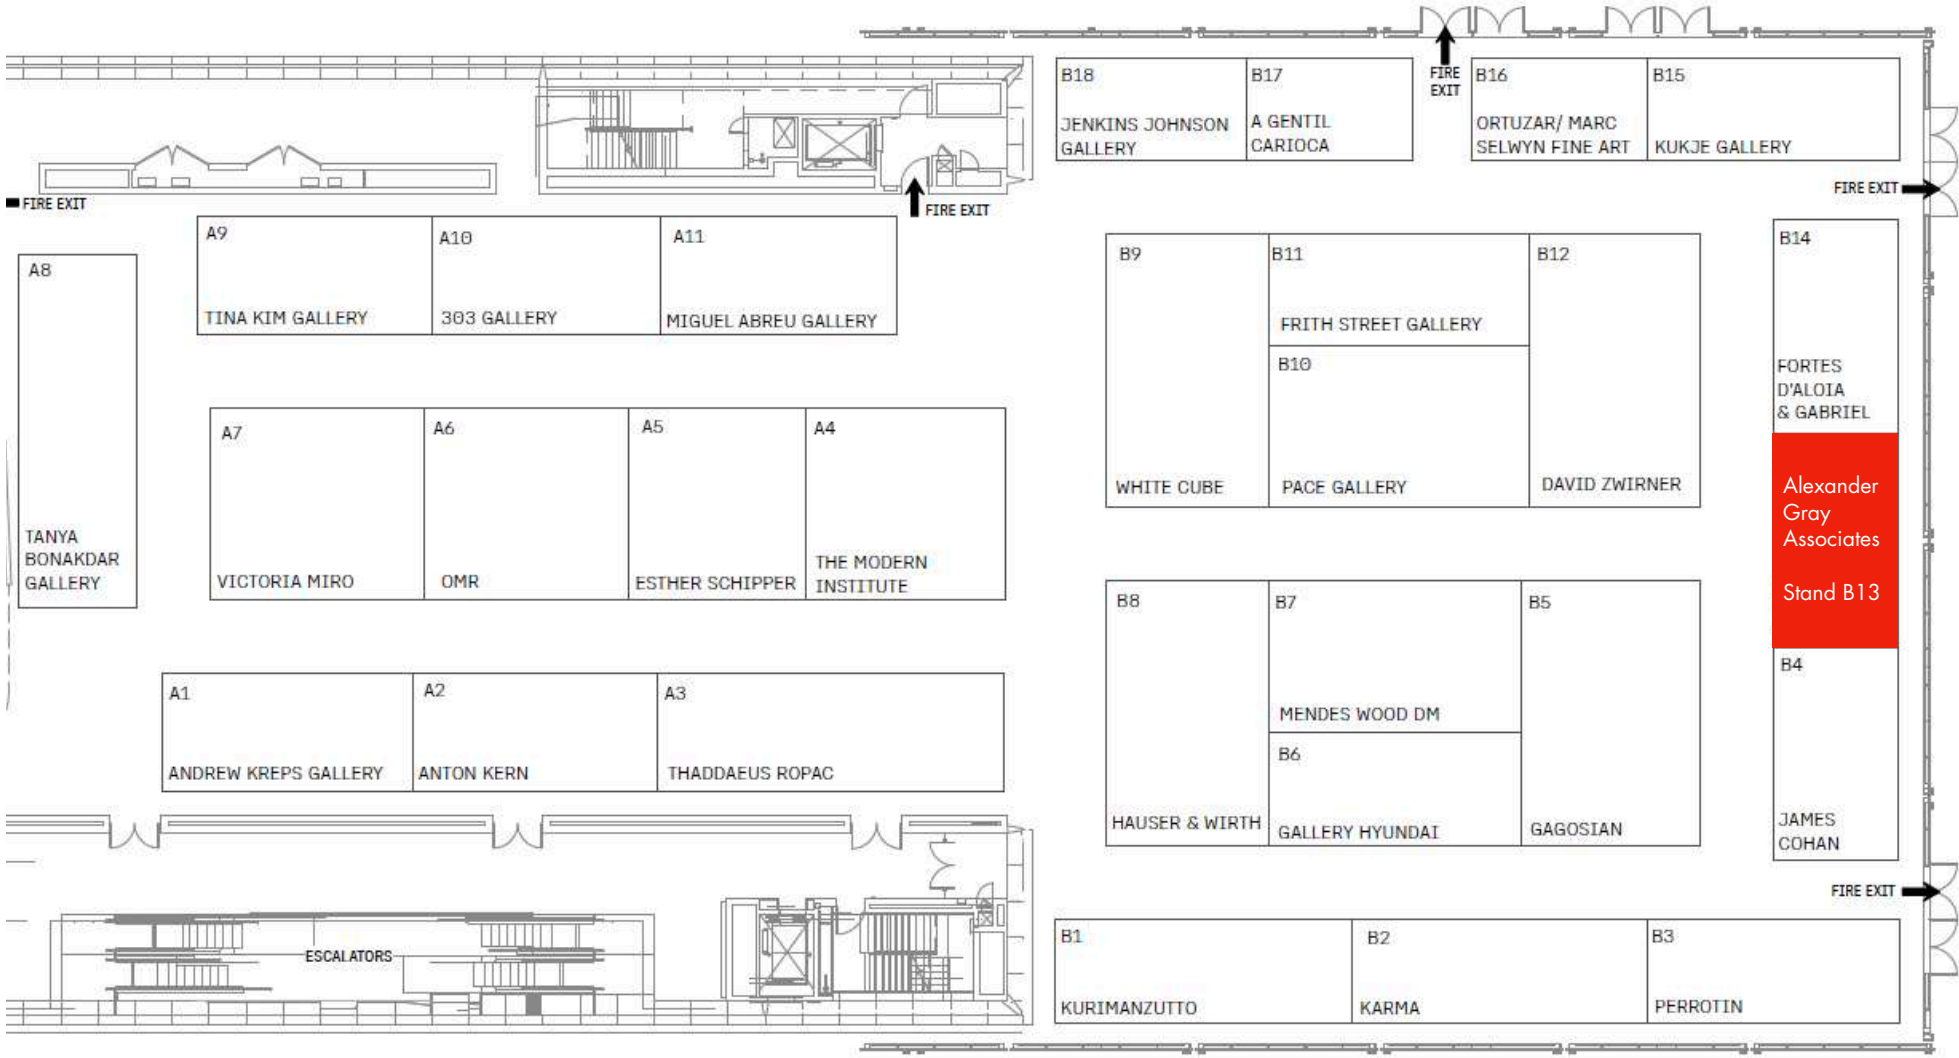 B18
JENKINS JOHNSON
GALLERY
B17
A GENTIL
CARIOCA
FIRE
EXIT
B16
ORTUZAR/ MARC
SELWYN FINE ART
B15
KUKJE GALLERY
FIRE EXIT
FIRE EXIT
FIRE EXIT
A8
TANYA
BONAKDAR
GALLERY
A9
TINA KIM GALLERY
A10
303 GALLERY
A11
MIGUEL ABREU GALLERY
B9
WHITE CUBE
B11
FRITH STREET GALLERY
B10
PACE GALLERY
B12
DAVID ZWIRNER
B14
FORTES
D'ALOIA
& GABRIEL
A7
VICTORIA MIRO
A6
OMR
A5
ESTHER SCHIPPER
A4
THE MODERN
INSTITUTE
Alexander
Gray
Associates
Stand B13
B8
HAUSER & WIRTH
B7
MENDES WOOD DM
B6
GALLERY HYUNDAI
B5
GAGOSIAN
B4
JAMES
COHAN
A1
ANDREW KREPS GALLERY
A2
ANTON KERN
A3
THADDAEUS ROPAC
FIRE EXIT
ESCALATORS
B1
KURIMANZUTTO
B2
KARMA
B3
PERROTIN